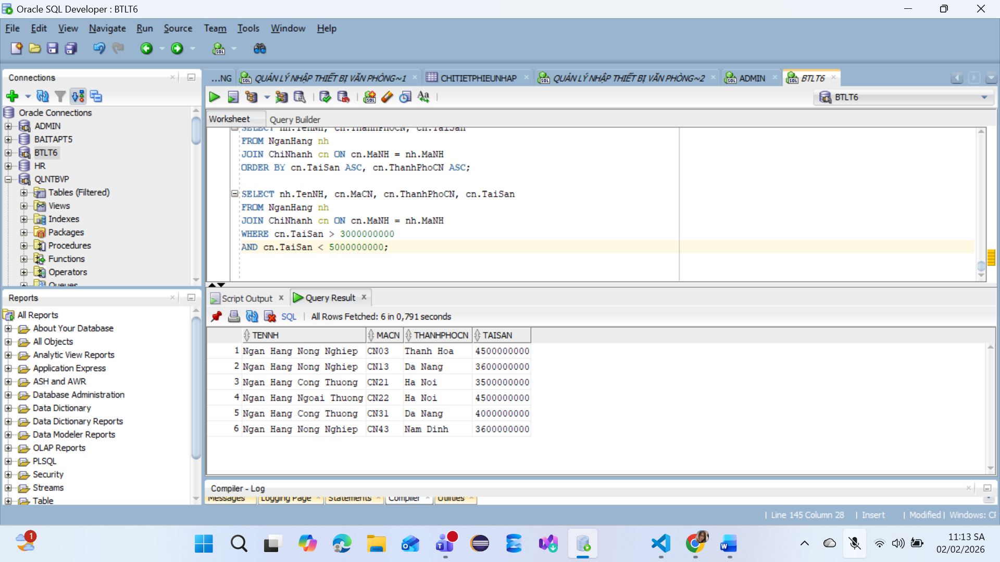 Oracle SQL Developer : BTLT6
File Edit View Navigate Run Source Team Tools Window Help
Connections
Oracle Connections
ADMIN
BAITAPT5
BTLT6
HR
QLNTBVP
Tables (Filtered)
Views
Indexes
Packages
Procedures
Functions
Operators
Queues
Reports
All Reports
About Your Database
All Objects
Analytic View Reports
Application Express
ASH and AWR
Database Administration
Data Dictionary
Data Dictionary Reports
Data Modeler Reports
OLAP Reports
PLSQL
Security
Streams
Table
...NG QUẢN LÝ NHẬP THIẾT BỊ VĂN PHÒNG~1 CHITIETPHIEUNHAP QUẢN LÝ NHẬP THIẾT BỊ VĂN PHÒNG~2 ADMIN BTLT6
BTLT6
Worksheet Query Builder
SELECT nh.TenNH, cn.ThanhPhoCN, cn.TaiSan
FROM NganHang nh
JOIN ChiNhanh cn ON cn.MaNH = nh.MaNH
ORDER BY cn.TaiSan ASC, cn.ThanhPhoCN ASC;
SELECT nh.TenNH, cn.MaCN, cn.ThanhPhoCN, cn.TaiSan
FROM NganHang nh
JOIN ChiNhanh cn ON cn.MaNH = nh.MaNH
WHERE cn.TaiSan > 3000000000
AND cn.TaiSan < 5000000000;
Script Output x Query Result x
SQL | All Rows Fetched: 6 in 0,791 seconds
TENNH MACN THANHPHOCN TAISAN
1 Ngan Hang Nong Nghiep CN03 Thanh Hoa 4500000000
2 Ngan Hang Nong Nghiep CN13 Da Nang 3600000000
3 Ngan Hang Cong Thuong CN21 Ha Noi 3500000000
4 Ngan Hang Ngoai Thuong CN22 Ha Noi 4500000000
5 Ngan Hang Cong Thuong CN31 Da Nang 4000000000
6 Ngan Hang Nong Nghiep CN43 Nam Dinh 3600000000
Compiler - Log
Messages Logging Page Statements Compiler Utilities
| Line 145 Column 28 | Insert | Modified | Windows: CR
1
11:13 SA
02/02/2026